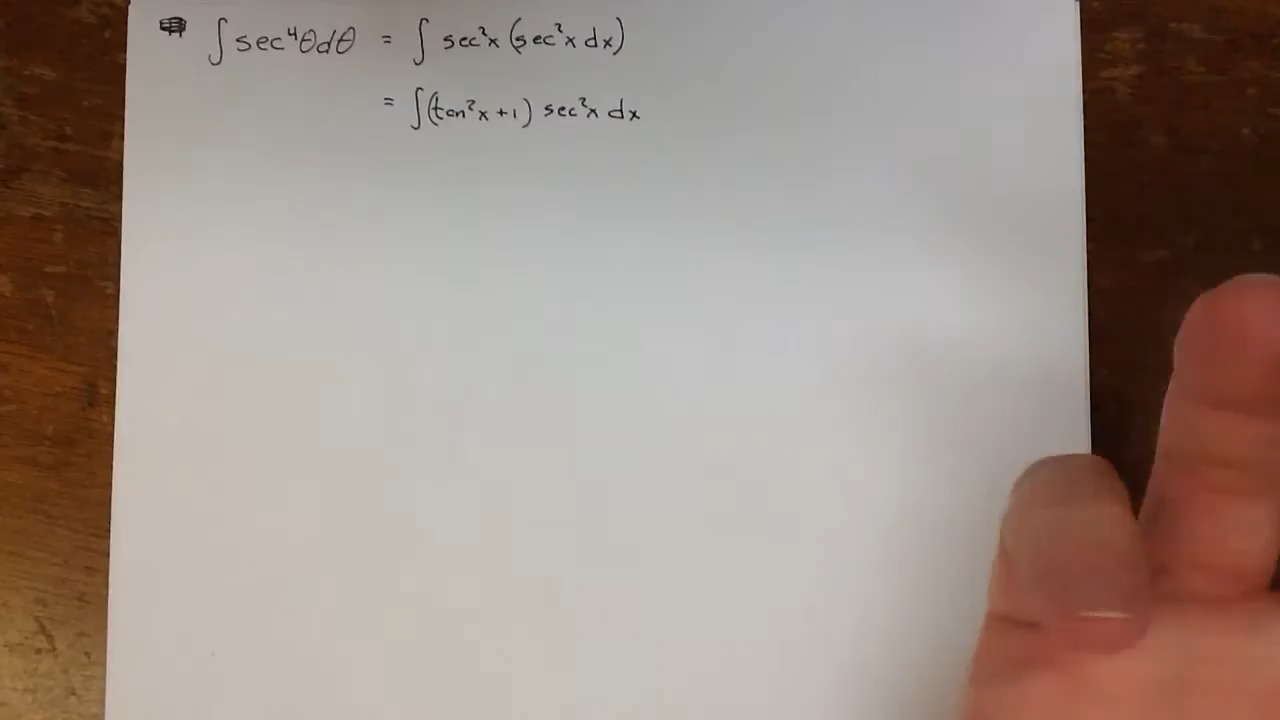 ∫ sec⁴θdθ = ∫ sec²x (sec²x dx)
= ∫(tan²x + 1) sec²x dx